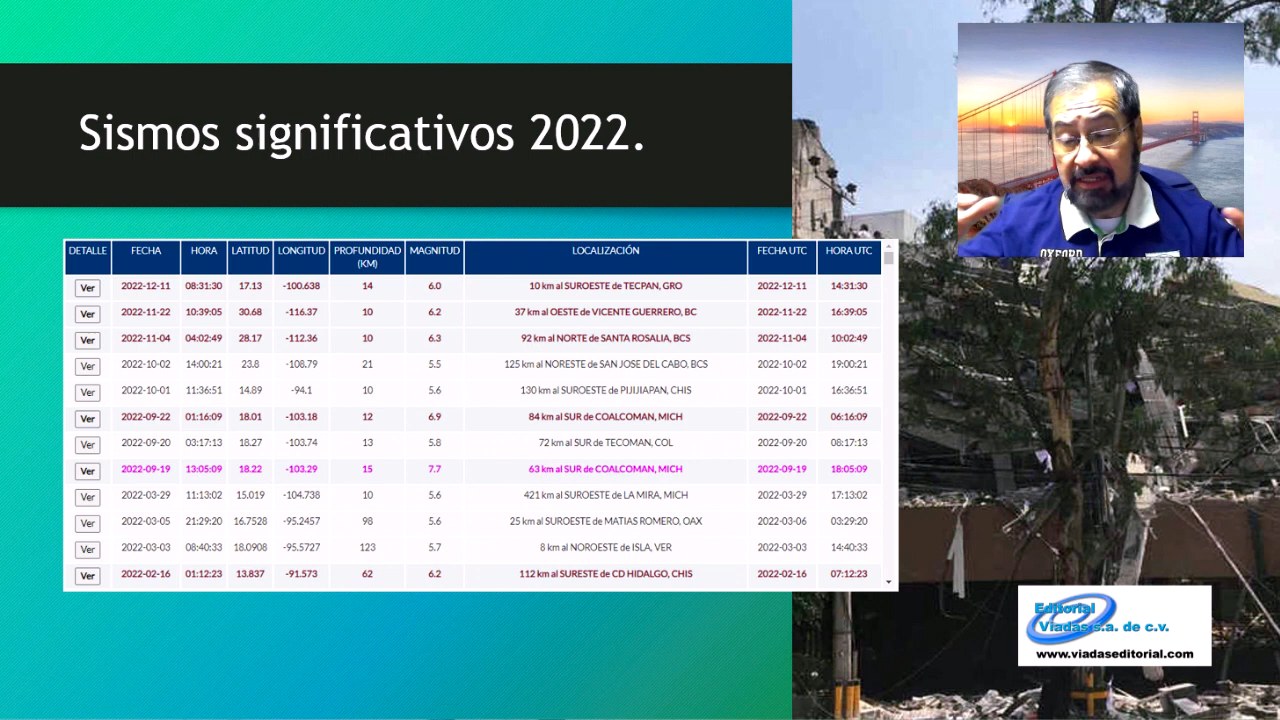 Sismos significativos 2022.
DETALLE FECHA HORA LATITUD LONGITUD PROFUNDIDAD (KM) MAGNITUD LOCALIZACIÓN FECHA UTC HORA UTC
Ver 2022-12-11 08:31:30 17.13 -100.638 14 6.0 10 km al SUROESTE de TECPAN, GRO 2022-12-11 14:31:30
Ver 2022-11-22 10:39:05 30.68 -116.37 10 6.2 37 km al OESTE de VICENTE GUERRERO, BC 2022-11-22 16:39:05
Ver 2022-11-04 04:02:49 28.17 -112.36 10 6.3 92 km al NORTE de SANTA ROSALIA, BCS 2022-11-04 10:02:49
Ver 2022-10-02 14:00:21 23.8 -108.79 21 5.5 125 km al NORESTE de SAN JOSE DEL CABO, BCS 2022-10-02 19:00:21
Ver 2022-10-01 11:36:51 14.89 -94.1 10 5.6 130 km al SUROESTE de PIJIJIAPAN, CHIS 2022-10-01 16:36:51
Ver 2022-09-22 01:16:09 18.01 -103.18 12 6.9 84 km al SUR de COALCOMAN, MICH 2022-09-22 06:16:09
Ver 2022-09-20 03:17:13 18.27 -103.74 13 5.8 72 km al SUR de TECOMAN, COL 2022-09-20 08:17:13
Ver 2022-09-19 13:05:09 18.22 -103.29 15 7.7 63 km al SUR de COALCOMAN, MICH 2022-09-19 18:05:09
Ver 2022-03-29 11:13:02 15.019 -104.738 10 5.6 421 km al SUROESTE de LA MIRA, MICH 2022-03-29 17:13:02
Ver 2022-03-05 21:29:20 16.7528 -95.2457 98 5.6 25 km al SUROESTE de MATIAS ROMERO, OAX 2022-03-06 03:29:20
Ver 2022-03-03 08:40:33 18.0908 -95.5727 123 5.7 8 km al NOROESTE de ISLA, VER 2022-03-03 14:40:33
Ver 2022-02-16 01:12:23 13.837 -91.573 62 6.2 112 km al SURESTE de CD HIDALGO, CHIS 2022-02-16 07:12:23
OXFORD
Editorial
Viadas s.a. de c.v.
www.viadaseditorial.com